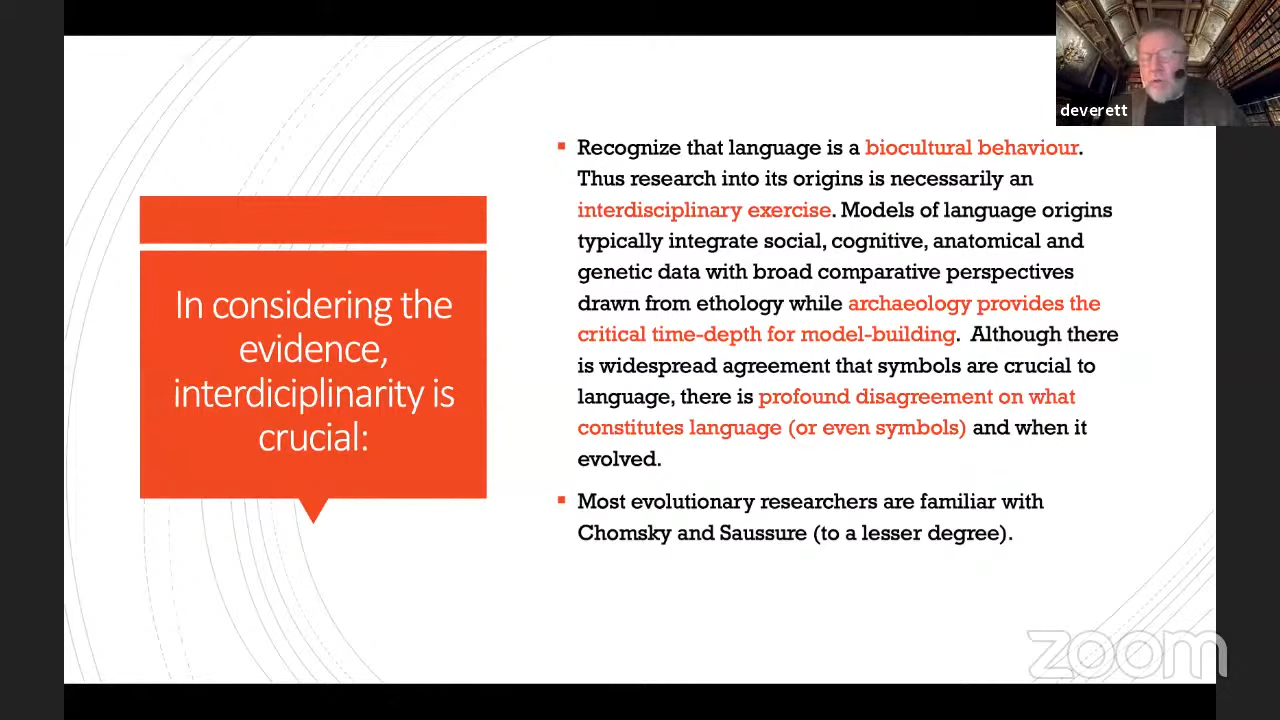 deverett
In considering the
evidence,
interdiciplinarity is
crucial:
▪ Recognize that language is a biocultural behaviour.
Thus research into its origins is necessarily an
interdisciplinary exercise. Models of language origins
typically integrate social, cognitive, anatomical and
genetic data with broad comparative perspectives
drawn from ethology while archaeology provides the
critical time-depth for model-building. Although there
is widespread agreement that symbols are crucial to
language, there is profound disagreement on what
constitutes language (or even symbols) and when it
evolved.
▪ Most evolutionary researchers are familiar with
Chomsky and Saussure (to a lesser degree).
zoom